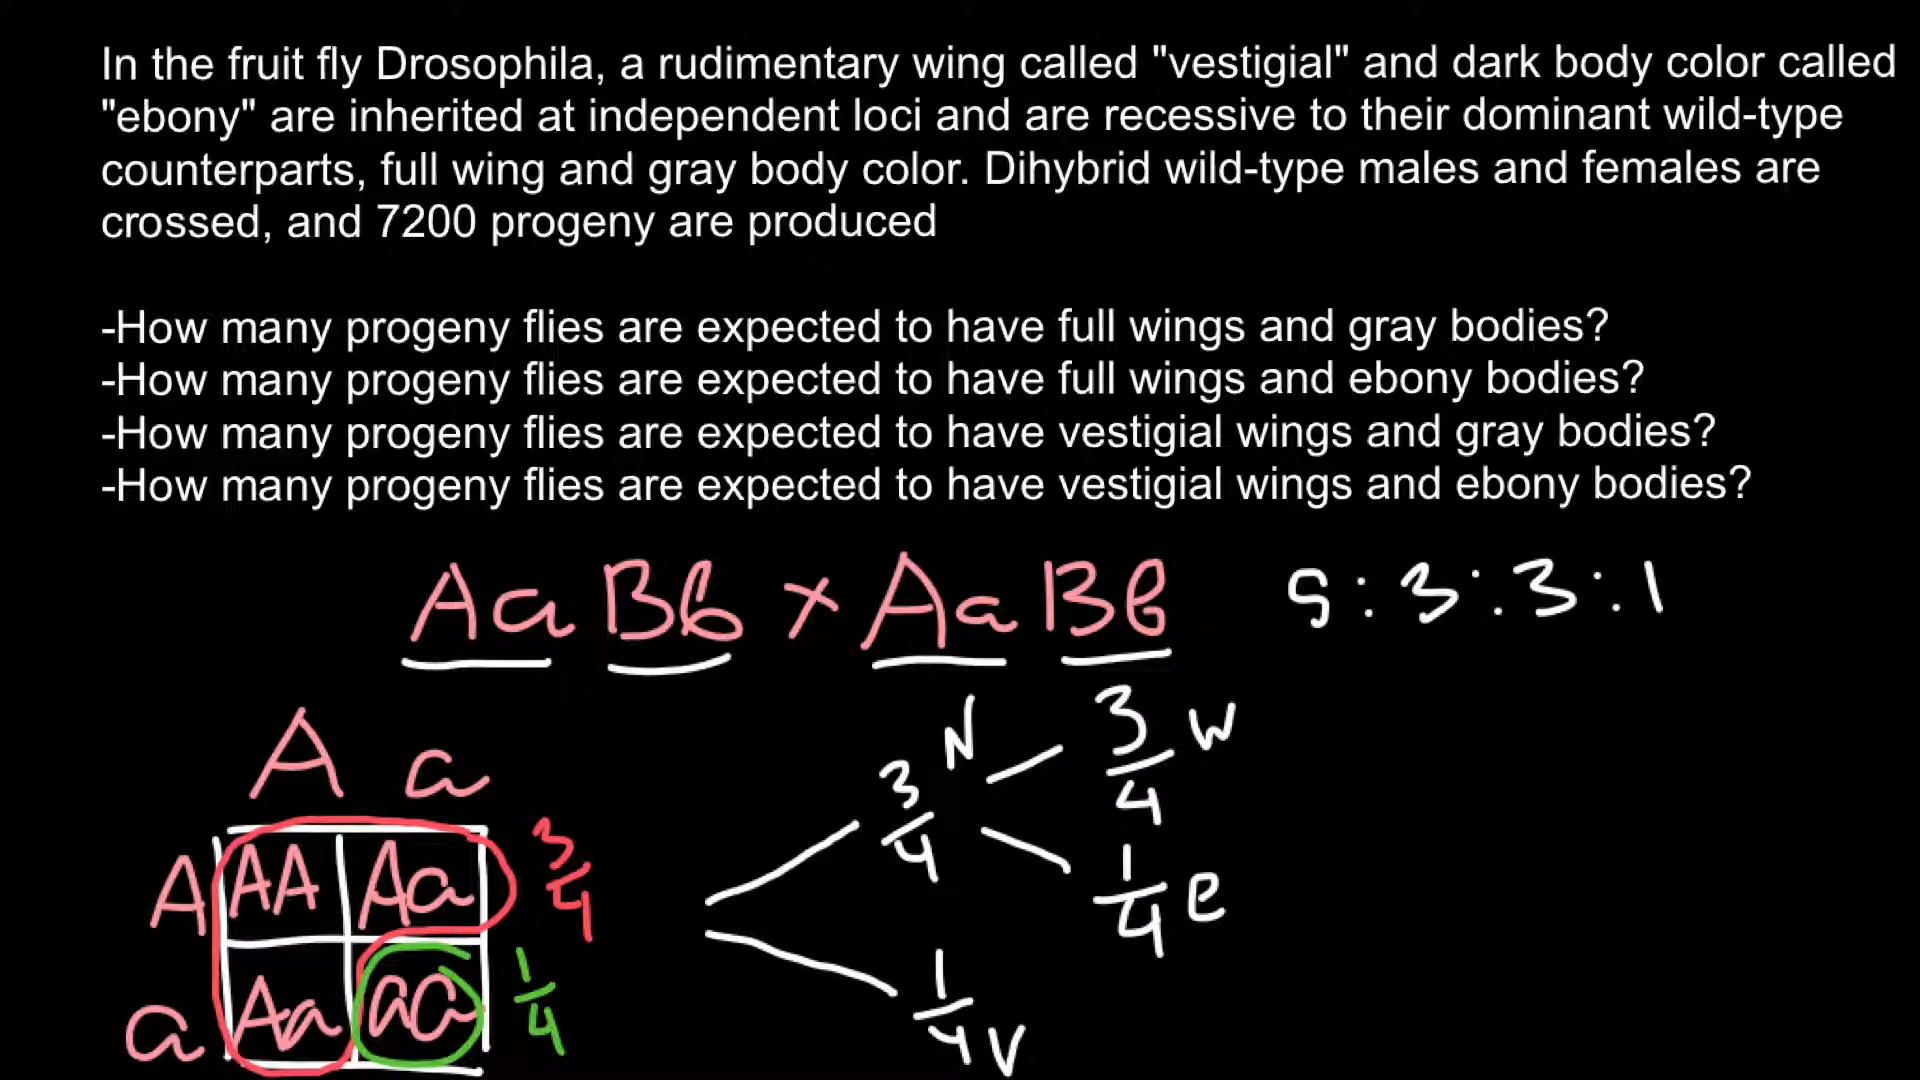 In the fruit fly Drosophila, a rudimentary wing called "vestigial" and dark body color called
"ebony" are inherited at independent loci and are recessive to their dominant wild-type
counterparts, full wing and gray body color. Dihybrid wild-type males and females are
crossed, and 7200 progeny are produced
-How many progeny flies are expected to have full wings and gray bodies?
-How many progeny flies are expected to have full wings and ebony bodies?
-How many progeny flies are expected to have vestigial wings and gray bodies?
-How many progeny flies are expected to have vestigial wings and ebony bodies?
Aa Bb × Aa Bb 9:3:3:1
A a
A AA Aa 3/4
a Aa aa 1/4
3/4 N
3/4 W
1/4 e
1/4 V